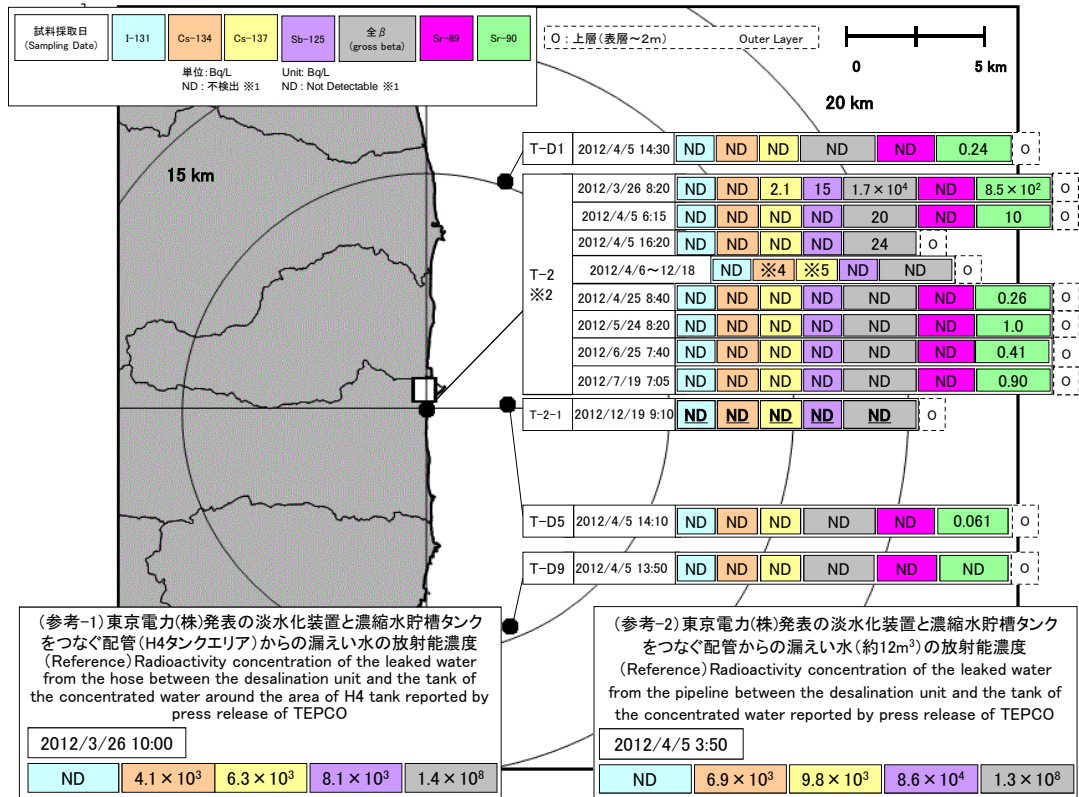 試料採取日
(Sampling Date)
I-131
Cs-134
Cs-137
Sb-125
全β
(gross beta)
Sr-89
Sr-90
単位:Bq/L
ND:不検出 ※1
Unit: Bq/L
ND : Not Detectable ※1
O:上層(表層～2m) Outer Layer
0 5 km
20 km
15 km
T-D1 2012/4/5 14:30 ND ND ND ND ND 0.24 O
T-2
※2
2012/3/26 8:20 ND ND 2.1 15 1.7×10⁴ ND 8.5×10² O
2012/4/5 6:15 ND ND ND ND 20 ND 10 O
2012/4/5 16:20 ND ND ND ND 24 O
2012/4/6～12/18 ND ※4 ※5 ND ND O
2012/4/25 8:40 ND ND ND ND ND ND 0.26 O
2012/5/24 8:20 ND ND ND ND ND ND 1.0 O
2012/6/25 7:40 ND ND ND ND ND ND 0.41 O
2012/7/19 7:05 ND ND ND ND ND ND 0.90 O
T-2-1 2012/12/19 9:10 ND ND ND ND ND O
T-D5 2012/4/5 14:10 ND ND ND ND ND 0.061 O
T-D9 2012/4/5 13:50 ND ND ND ND ND ND O
(参考-1)東京電力(株)発表の淡水化装置と濃縮水貯槽タンク
をつなぐ配管(H4タンクエリア)からの漏えい水の放射能濃度
(Reference)Radioactivity concentration of the leaked water
from the hose between the desalination unit and the tank of
the concentrated water around the area of H4 tank reported by
press release of TEPCO
2012/3/26 10:00
ND 4.1×10³ 6.3×10³ 8.1×10³ 1.4×10⁸
(参考-2)東京電力(株)発表の淡水化装置と濃縮水貯槽タンク
をつなぐ配管からの漏えい水(約12m³)の放射能濃度
(Reference)Radioactivity concentration of the leaked water
from the pipeline between the desalination unit and the tank of
the concentrated water reported by press release of TEPCO
2012/4/5 3:50
ND 6.9×10³ 9.8×10³ 8.6×10⁴ 1.3×10⁸